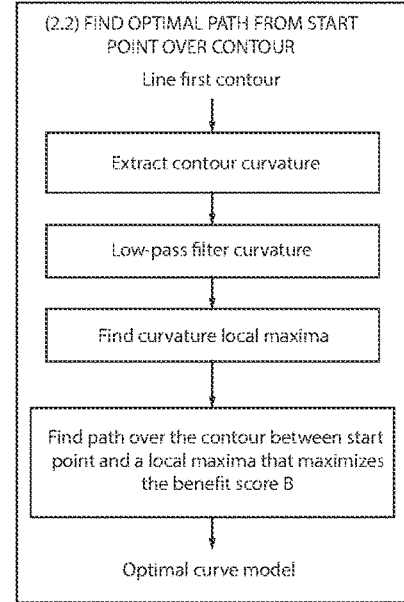 (2.2) FIND OPTIMAL PATH FROM START
POINT OVER CONTOUR
Line first contour
Extract contour curvature
Low-pass filter curvature
Find curvature local maxima
Find path over the contour between start
point and a local maxima that maximizes
the benefit score B
Optimal curve model